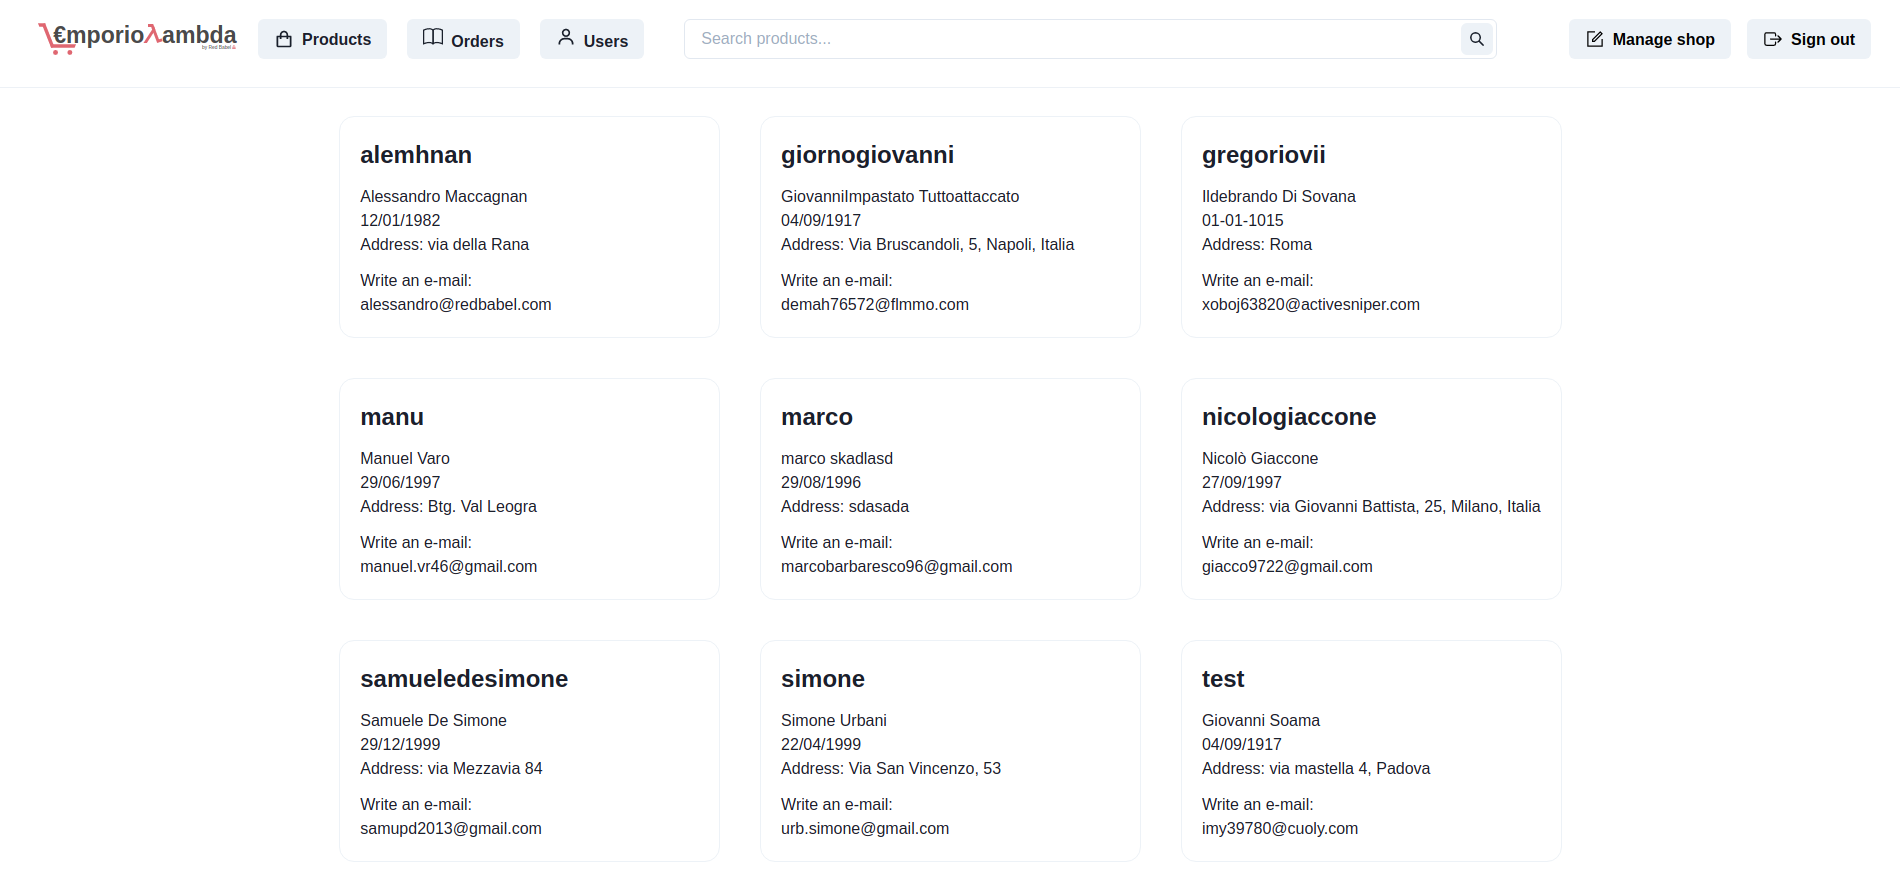 €mporioλambda
by Red Babel
Products
Orders
Users
Search products...
Manage shop
Sign out
alemhnan
Alessandro Maccagnan
12/01/1982
Address: via della Rana
Write an e-mail:
alessandro@redbabel.com
giornogiovanni
GiovanniImpastato Tuttoattaccato
04/09/1917
Address: Via Bruscandoli, 5, Napoli, Italia
Write an e-mail:
demah76572@flmmo.com
gregoriovii
Ildebrando Di Sovana
01-01-1015
Address: Roma
Write an e-mail:
xoboj63820@activesniper.com
manu
Manuel Varo
29/06/1997
Address: Btg. Val Leogra
Write an e-mail:
manuel.vr46@gmail.com
marco
marco skadlasd
29/08/1996
Address: sdasada
Write an e-mail:
marcobarbaresco96@gmail.com
nicologiaccone
Nicolò Giaccone
27/09/1997
Address: via Giovanni Battista, 25, Milano, Italia
Write an e-mail:
giacco9722@gmail.com
samueledesimone
Samuele De Simone
29/12/1999
Address: via Mezzavia 84
Write an e-mail:
samupd2013@gmail.com
simone
Simone Urbani
22/04/1999
Address: Via San Vincenzo, 53
Write an e-mail:
urb.simone@gmail.com
test
Giovanni Soama
04/09/1917
Address: via mastella 4, Padova
Write an e-mail:
imy39780@cuoly.com